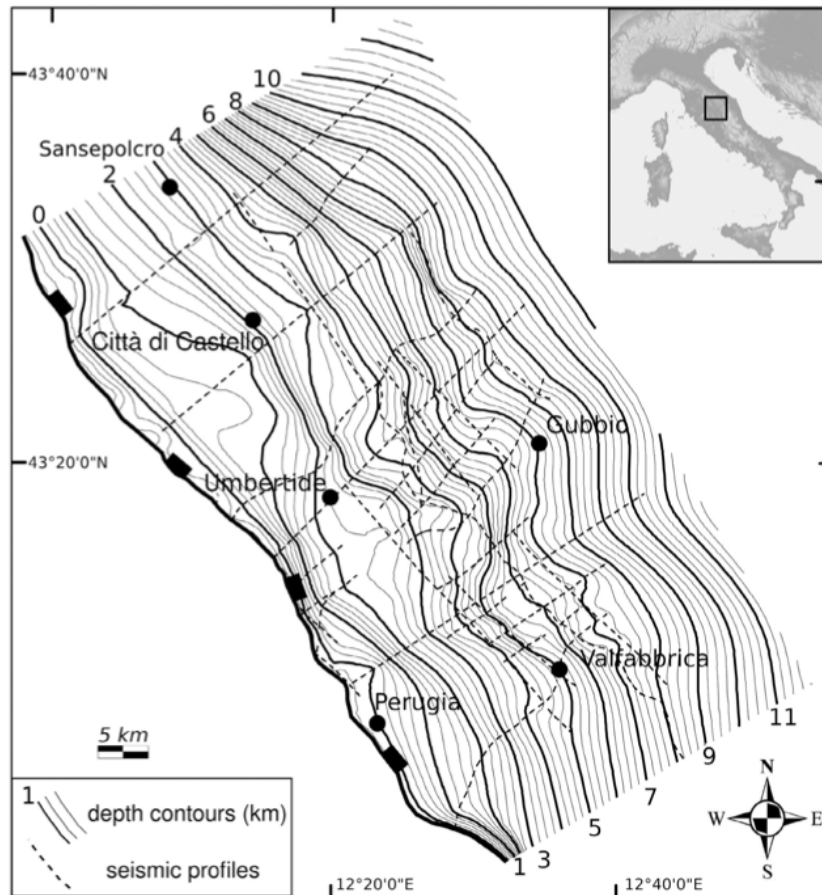 43°40'0"N
10
8
6
4
Sansepolcro
2
0
Città di Castello
Gubbio
43°20'0"N
Umbertide
Valfabbrica
Perugia
5 km
11
9
7
5
3
1
N
W E
S
1 depth contours (km)
seismic profiles
12°20'0"E
12°40'0"E